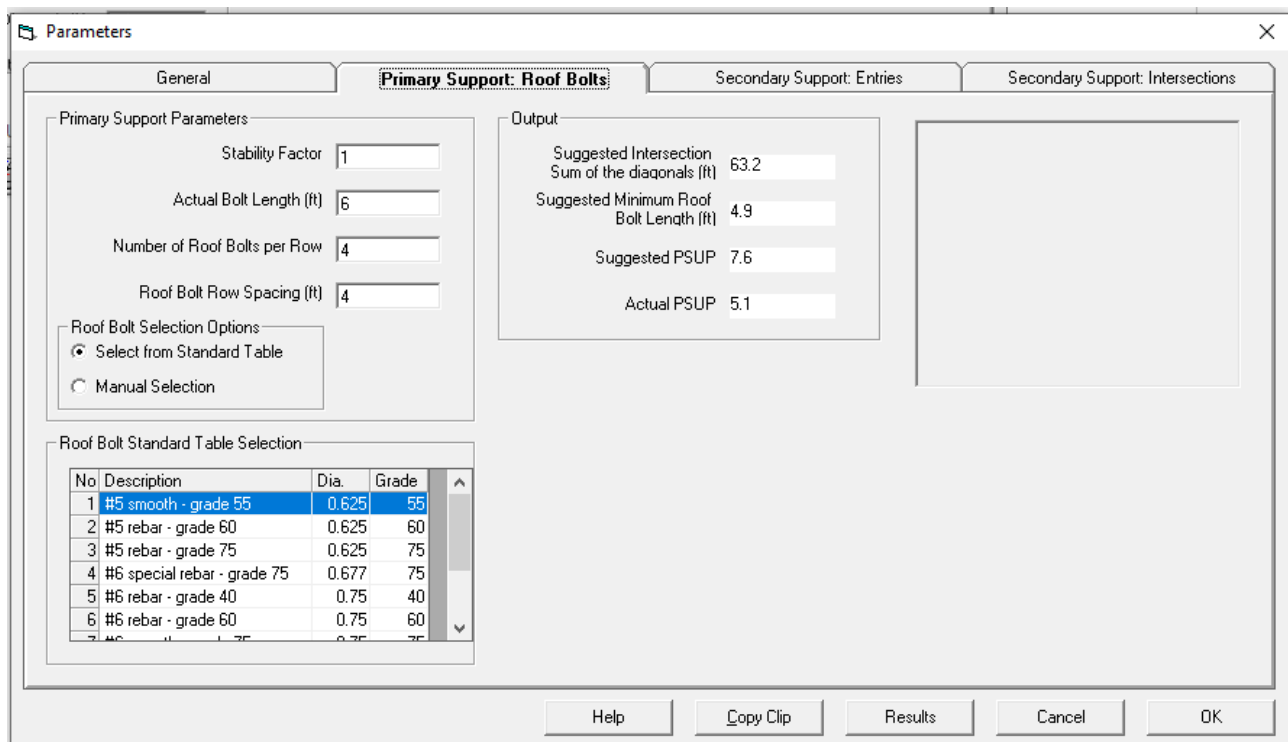 Parameters
General
Primary Support: Roof Bolts
Secondary Support: Entries
Secondary Support: Intersections
Primary Support Parameters
Stability Factor 1
Actual Bolt Length (ft) 6
Number of Roof Bolts per Row 4
Roof Bolt Row Spacing (ft) 4
Roof Bolt Selection Options
Select from Standard Table
Manual Selection
Output
Suggested Intersection
Sum of the diagonals (ft) 63.2
Suggested Minimum Roof
Bolt Length (ft) 4.9
Suggested PSUP 7.6
Actual PSUP 5.1
Roof Bolt Standard Table Selection
No Description Dia. Grade
1 #5 smooth - grade 55 0.625 55
2 #5 rebar - grade 60 0.625 60
3 #5 rebar - grade 75 0.625 75
4 #6 special rebar - grade 75 0.677 75
5 #6 rebar - grade 40 0.75 40
6 #6 rebar - grade 60 0.75 60
Help
Copy Clip
Results
Cancel
OK